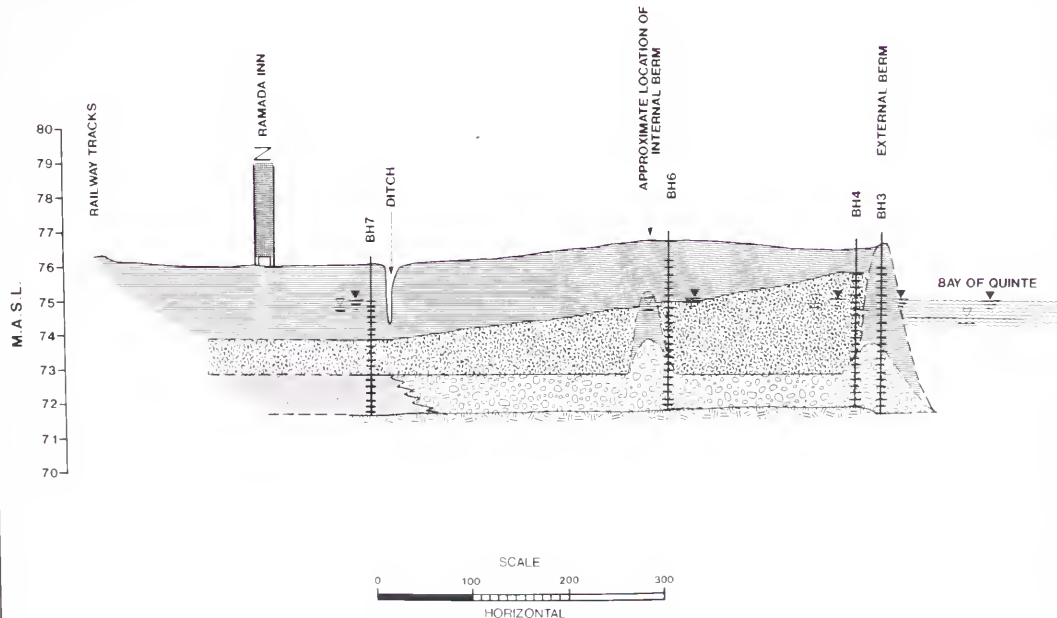 RAILWAY TRACKS
RAMADA INN
DITCH
BH7
APPROXIMATE LOCATION OF
INTERNAL BERM
BH6
BH4
BH3
EXTERNAL BERM
BAY OF QUINTE
M.A.S.L.
80
79
78
77
76
75
74
73
72
71
70
SCALE
0 100 200 300
HORIZONTAL